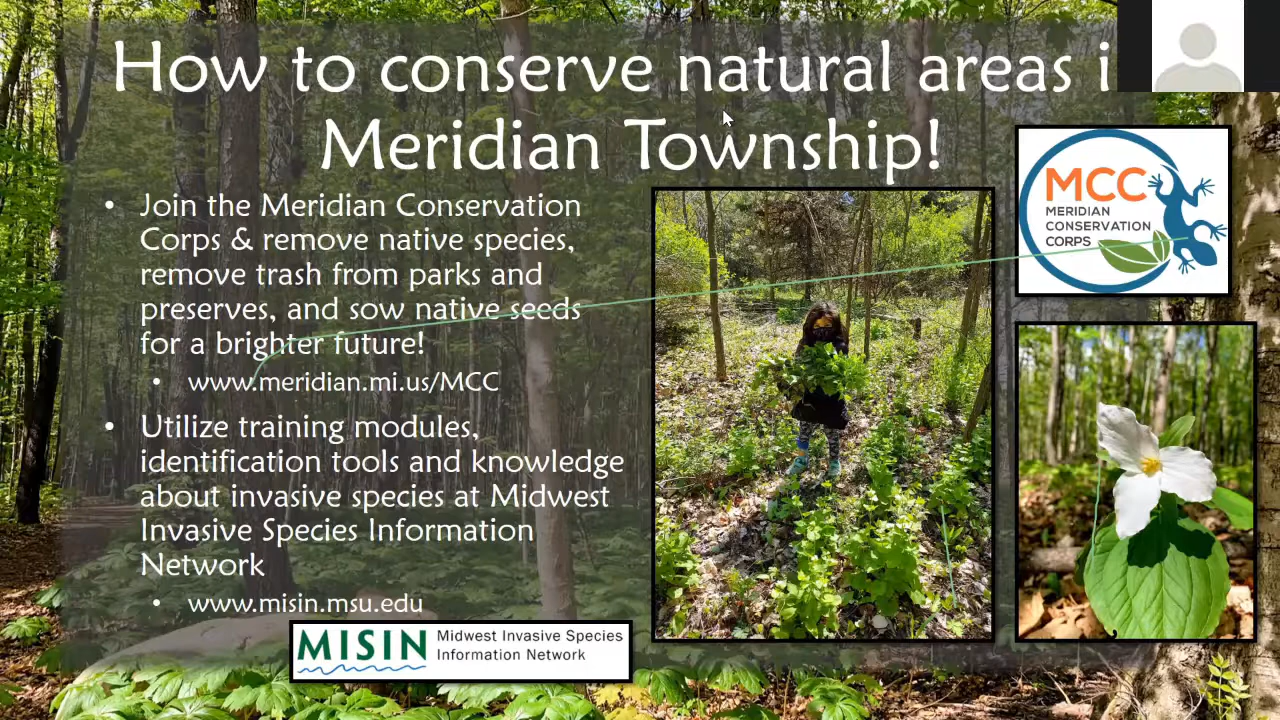 How to conserve natural areas i
Meridian Township!
• Join the Meridian Conservation
Corps & remove native species,
remove trash from parks and
preserves, and sow native seeds
for a brighter future!
• www.meridian.mi.us/MCC
• Utilize training modules,
identification tools and knowledge
about invasive species at Midwest
Invasive Species Information
Network
• www.misin.msu.edu
MISIN Midwest Invasive Species
Information Network
MCC
MERIDIAN
CONSERVATION
CORPS